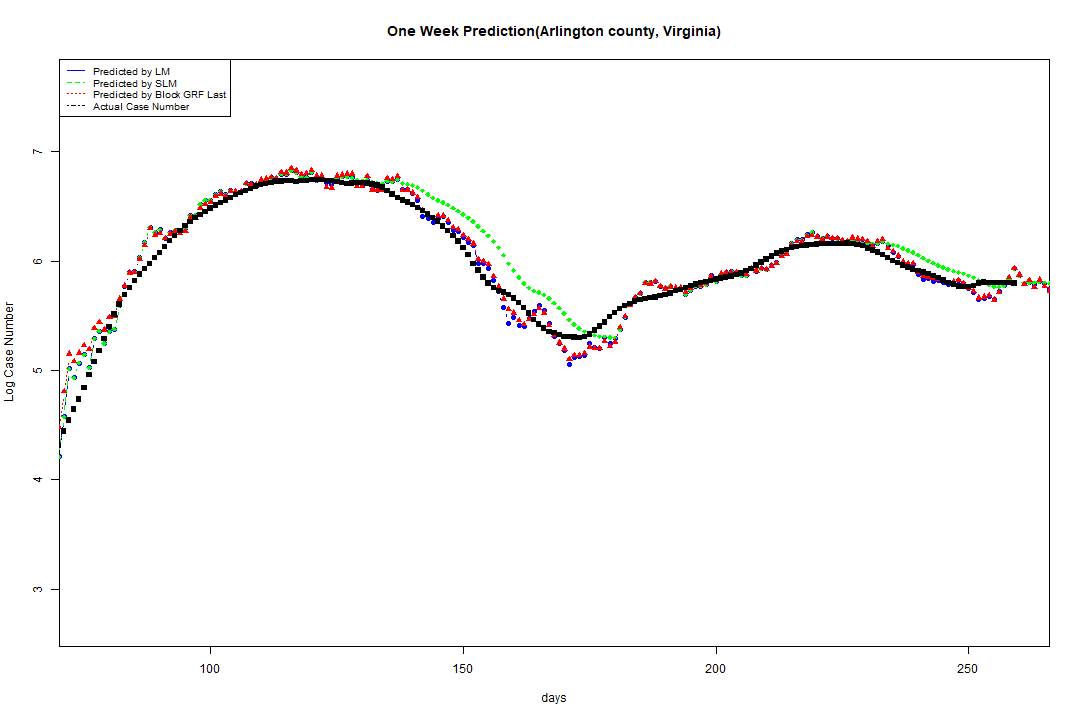 One Week Prediction(Arlington county, Virginia)
Predicted by LM
Predicted by SLM
Predicted by Block GRF Last
Actual Case Number
7
6
5
4
3
Log Case Number
100 150 200 250
days